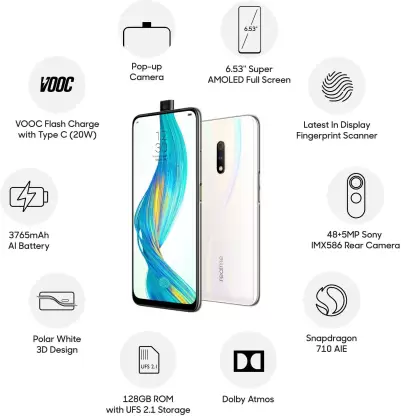 6.53"
Pop-up
Camera
6.53" Super
AMOLED Full Screen
VOOC
VOOC Flash Charge
with Type C (20W)
Latest In Display
Fingerprint Scanner
3765mAh
AI Battery
realme
48+5MP Sony
IMX586 Rear Camera
Polar White
3D Design
Snapdragon
710 AIE
UFS 2.1
128GB ROM
with UFS 2.1 Storage
Dolby Atmos